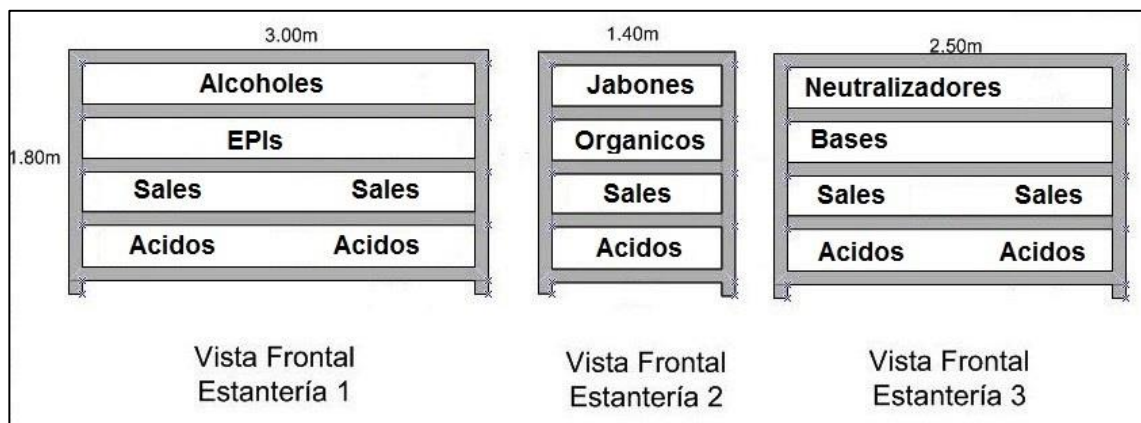 3.00m
1.40m
2.50m
1.80m
Alcoholes
EPIs
Sales Sales
Acidos Acidos
Jabones
Organicos
Sales
Acidos
Neutralizadores
Bases
Sales Sales
Acidos Acidos
Vista Frontal
Estantería 1
Vista Frontal
Estantería 2
Vista Frontal
Estantería 3